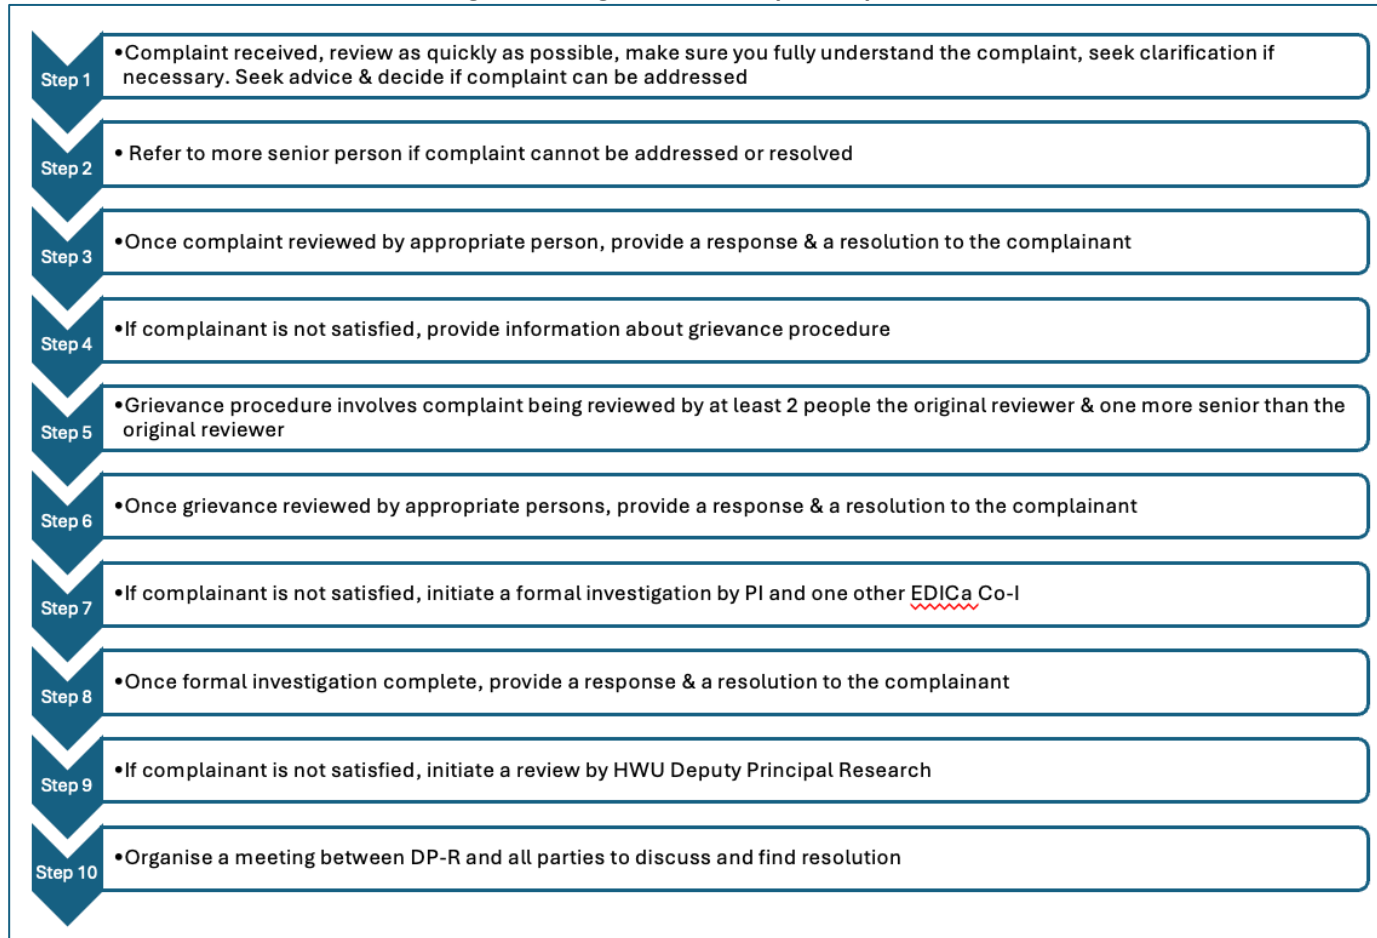 Step 1
•Complaint received, review as quickly as possible, make sure you fully understand the complaint, seek clarification if
necessary. Seek advice & decide if complaint can be addressed
Step 2
• Refer to more senior person if complaint cannot be addressed or resolved
Step 3
•Once complaint reviewed by appropriate person, provide a response & a resolution to the complainant
Step 4
•If complainant is not satisfied, provide information about grievance procedure
Step 5
•Grievance procedure involves complaint being reviewed by at least 2 people the original reviewer & one more senior than the
original reviewer
Step 6
•Once grievance reviewed by appropriate persons, provide a response & a resolution to the complainant
Step 7
•If complainant is not satisfied, initiate a formal investigation by PI and one other EDICa Co-I
Step 8
•Once formal investigation complete, provide a response & a resolution to the complainant
Step 9
•If complainant is not satisfied, initiate a review by HWU Deputy Principal Research
Step 10
•Organise a meeting between DP-R and all parties to discuss and find resolution